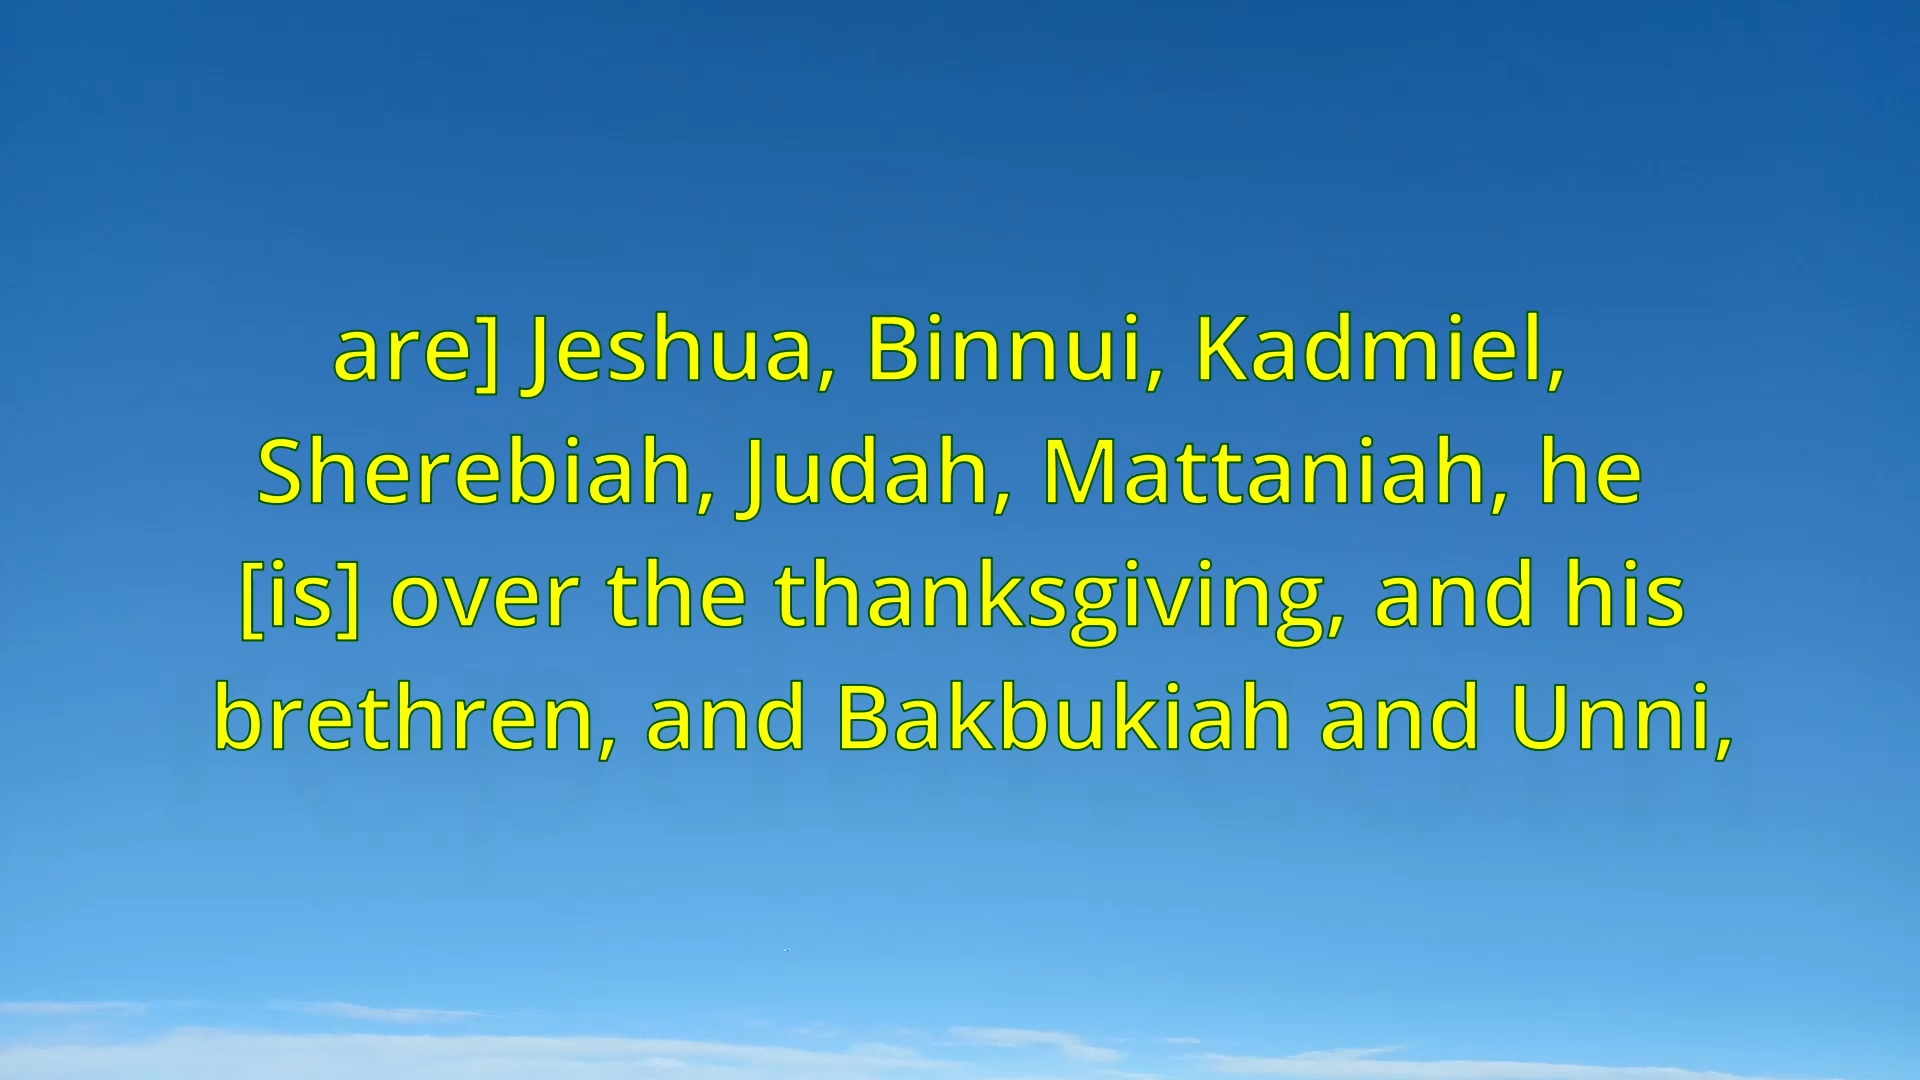 are] Jeshua, Binnui, Kadmiel,
Sherebiah, Judah, Mattaniah, he
[is] over the thanksgiving, and his
brethren, and Bakbukiah and Unni,